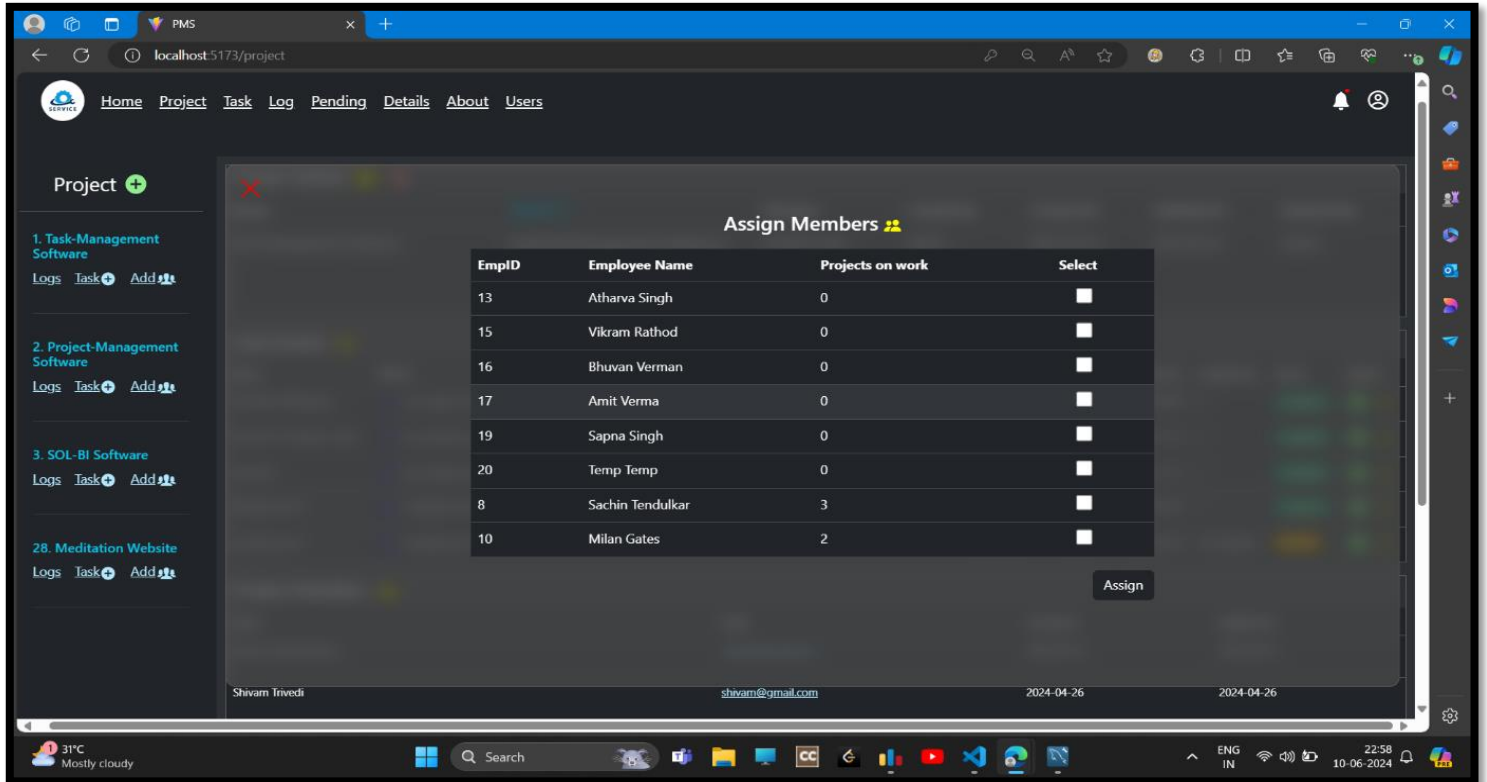 PMS
localhost:5173/project
SERVICE
Home Project Task Log Pending Details About Users
Project
1. Task-Management
Software
Logs Task Add
2. Project-Management
Software
Logs Task Add
3. SOL-BI Software
Logs Task Add
28. Meditation Website
Logs Task Add
Assign Members
EmpID Employee Name Projects on work Select
13 Atharva Singh 0
15 Vikram Rathod 0
16 Bhuvan Verman 0
17 Amit Verma 0
19 Sapna Singh 0
20 Temp Temp 0
8 Sachin Tendulkar 3
10 Milan Gates 2
Assign
Shivam Trivedi shivam@gmail.com 2024-04-26 2024-04-26
1 31°C
Mostly cloudy
Search
CC
ENG
IN
22:58
10-06-2024
PRE